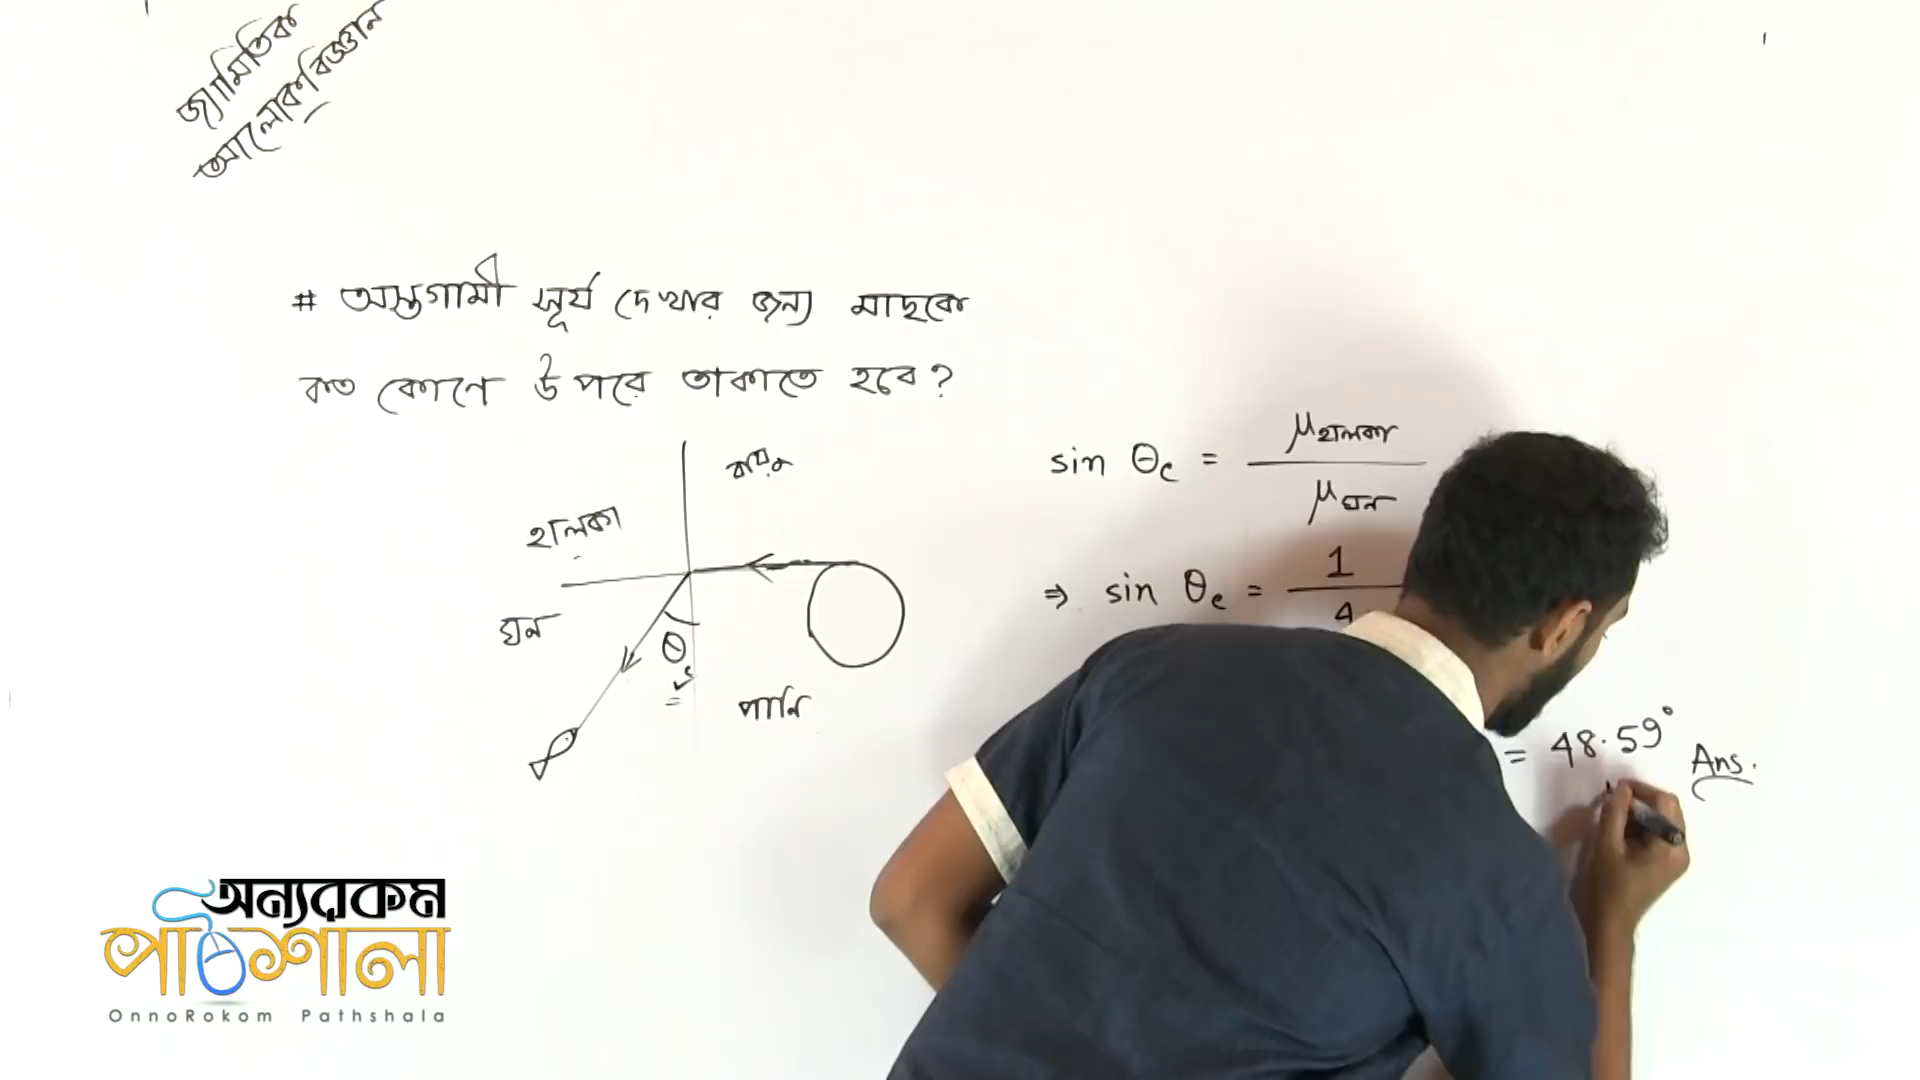 জ্যামিতিক
আলোকবিজ্ঞান
# অস্তগামী সূর্য দেখার জন্য মাছকে
কত কোণে উপরে তাকাতে হবে?
বায়ু
হালকা
ঘন
θc
পানি
sin θc = μহালকা / μঘন
⇒ sin θc = 1 / 4
= 48.59° Ans.
অন্যরকম
পাঠশালা
OnnoRokom Pathshala